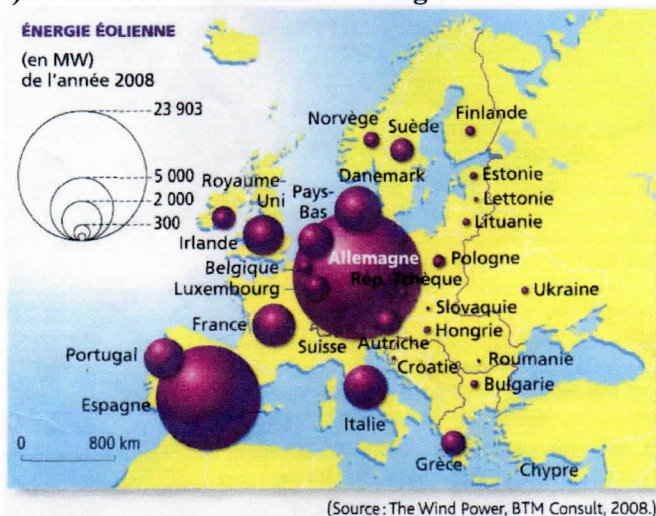 ÉNERGIE ÉOLIENNE
(en MW)
de l'année 2008
23 903
5 000
2 000
300
Norvège
Suède
Finlande
Danemark
Estonie
Lettonie
Lituanie
Royaume-
Uni
Pays-
Bas
Irlande
Allemagne
Pologne
Belgique
Luxembourg
Rép. Tchèque
Ukraine
Slovaquie
Hongrie
France
Suisse
Autriche
Croatie
Roumanie
Bulgarie
Portugal
Espagne
Italie
Grèce
Chypre
0 800 km
(Source : The Wind Power, BTM Consult, 2008.)